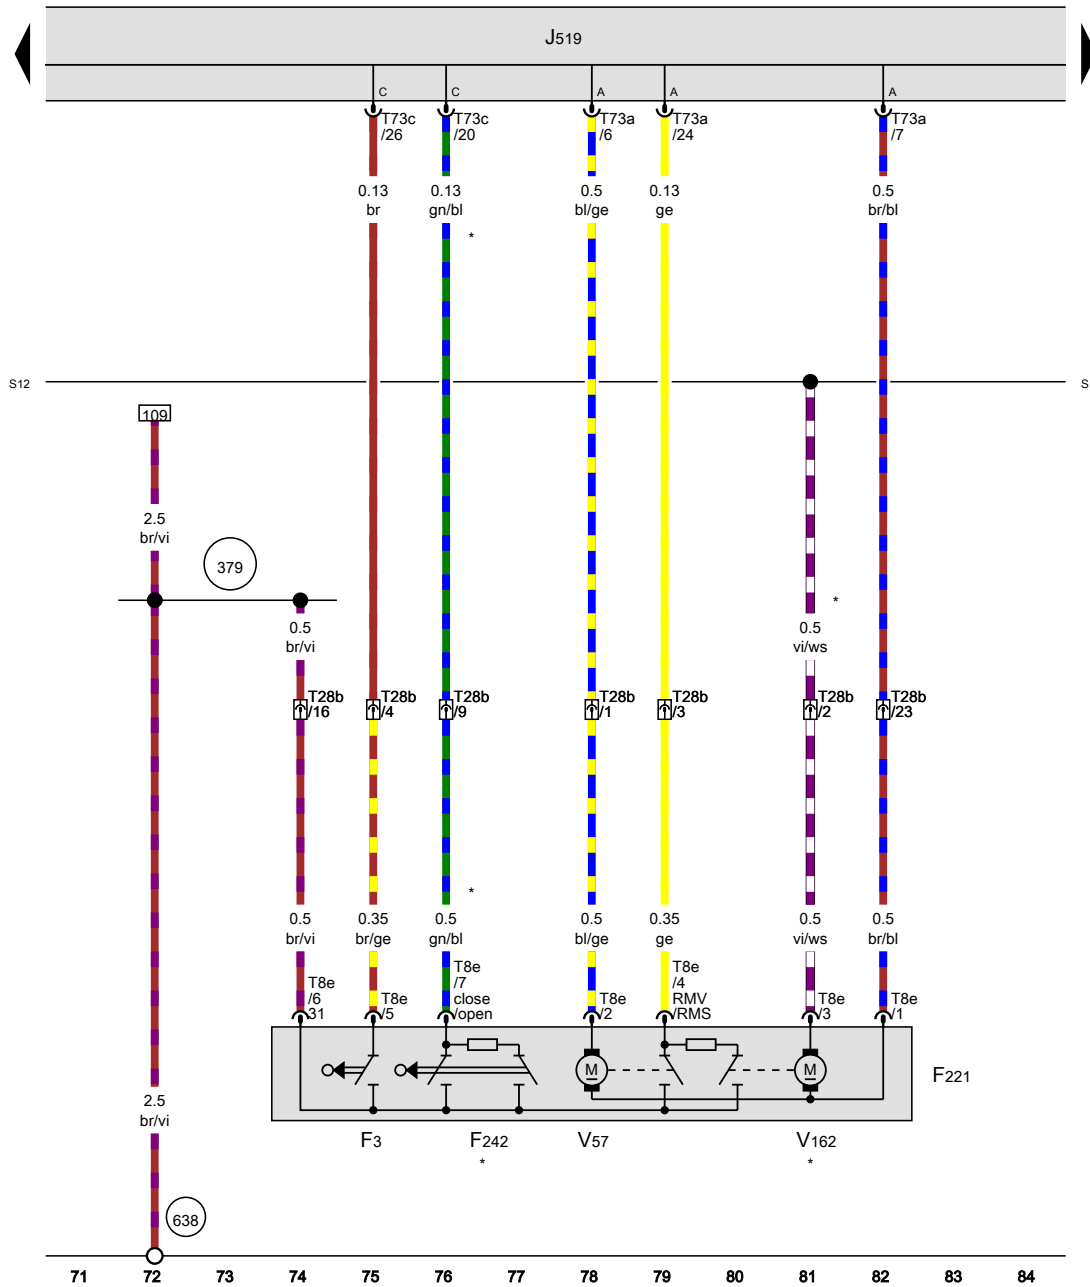 J519
C C A A A
T73c T73c T73a T73a T73a
/26 /20 /6 /24 /7
0.13 0.13 0.5 0.13 0.5
br gn/bl bl/ge ge br/bl
*
S12 S
109
2.5
br/vi
379
*
0.5 0.5
br/vi vi/ws
T28b T28b T28b T28b T28b T28b T28b
/16 /4 /9 /1 /3 /2 /23
*
0.5 0.35 0.5 0.5 0.35 0.5 0.5
br/vi br/ge gn/bl bl/ge ge vi/ws br/bl
T8e T8e
T8e /7 /4
/6 close RMV
31 /open /RMS
T8e T8e T8e T8e
/5 /2 /3 /1
M M
F221
2.5
br/vi
F3 F242 V57 V162
* *
638
71 72 73 74 75 76 77 78 79 80 81 82 83 84